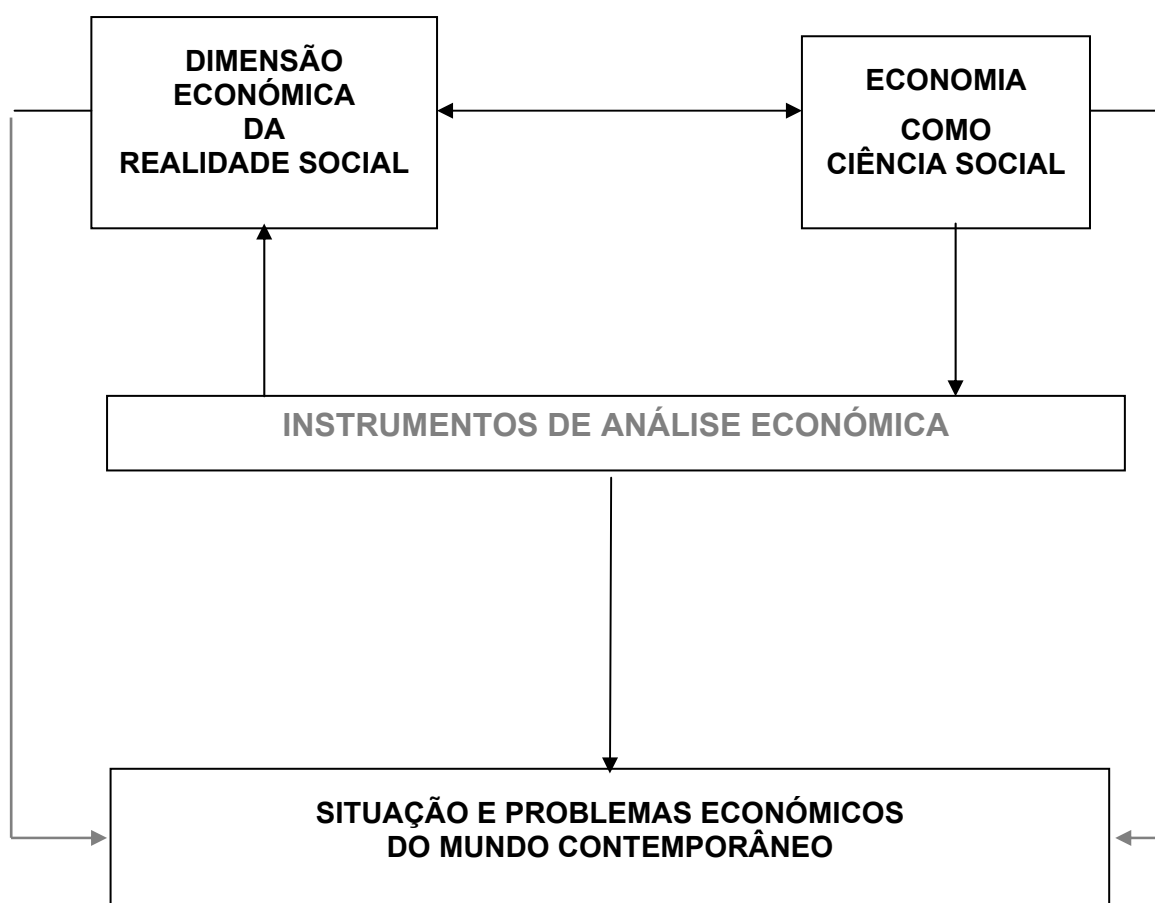 DIMENSÃO
ECONÓMICA
DA
REALIDADE SOCIAL
ECONOMIA
COMO
CIÊNCIA SOCIAL
INSTRUMENTOS DE ANÁLISE ECONÓMICA
SITUAÇÃO E PROBLEMAS ECONÓMICOS
DO MUNDO CONTEMPORÂNEO